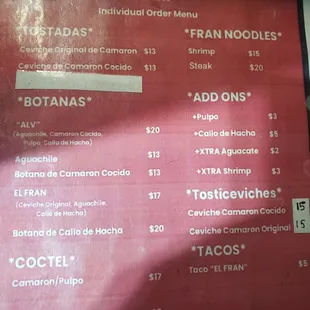 Individual Order Menu
*TOSTADAS*
Ceviche Original de Camaron $13
Ceviche de Camaron Cocido $13
*BOTANAS*
"ALV" $20
(Aguachile, Camaron Cocido,
Pulpo, Callo de Hacha)
Aguachile $13
Botana de Camaron Cocido $13
EL FRAN $17
(Ceviche Original, Aguachile,
Callo de Hacha)
Botana de Callo de Hacha $20
*COCTEL*
Camaron/Pulpo $17
*FRAN NOODLES*
Shrimp $15
Steak $20
*ADD ONS*
+Pulpo $3
+Callo de Hacha $5
+XTRA Aguacate $2
+XTRA Shrimp $3
*Tosticeviches*
Ceviche Camaron Cocido 15
Ceviche Camaron Original 15
*TACOS*
Taco "EL FRAN" $5